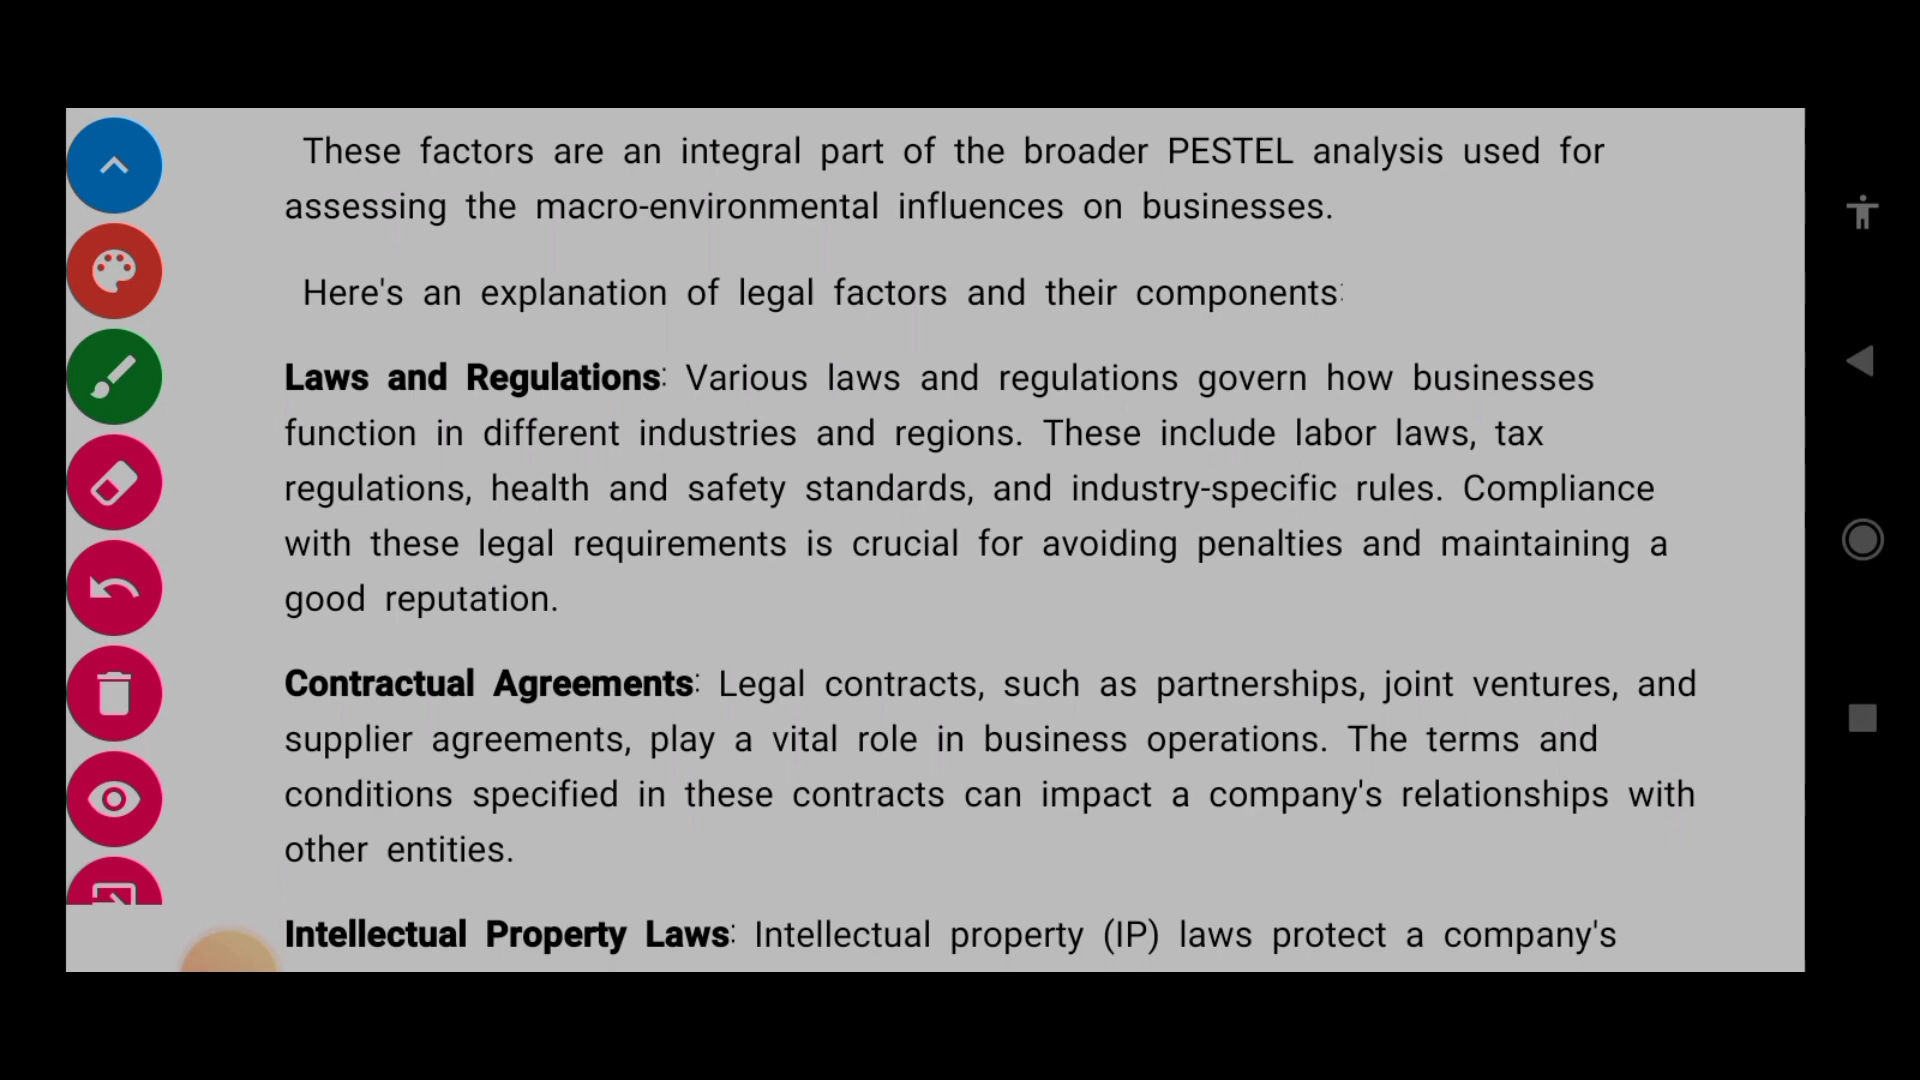 These factors are an integral part of the broader PESTEL analysis used for
assessing the macro-environmental influences on businesses.
Here's an explanation of legal factors and their components:
Laws and Regulations: Various laws and regulations govern how businesses
function in different industries and regions. These include labor laws, tax
regulations, health and safety standards, and industry-specific rules. Compliance
with these legal requirements is crucial for avoiding penalties and maintaining a
good reputation.
Contractual Agreements: Legal contracts, such as partnerships, joint ventures, and
supplier agreements, play a vital role in business operations. The terms and
conditions specified in these contracts can impact a company's relationships with
other entities.
Intellectual Property Laws: Intellectual property (IP) laws protect a company's